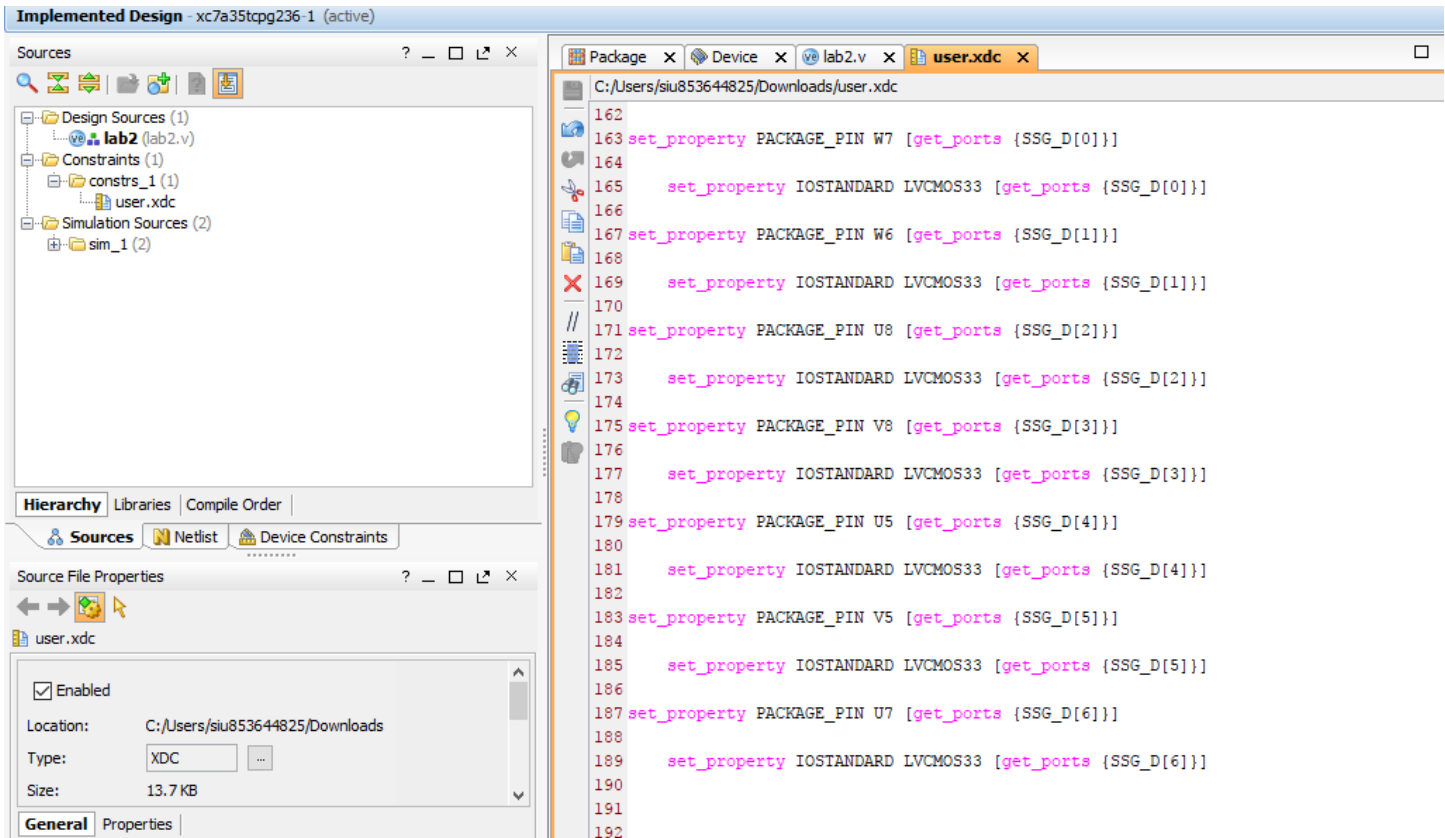 Implemented Design - xc7a35tcpg236-1 (active)
Sources ? _
Design Sources (1)
lab2 (lab2.v)
Constraints (1)
constrs_1 (1)
user.xdc
Simulation Sources (2)
sim_1 (2)
Hierarchy Libraries Compile Order
Sources Netlist Device Constraints
Source File Properties ? _
user.xdc
Enabled
Location: C:/Users/siu853644825/Downloads
Type: XDC ...
Size: 13.7 KB
General Properties
Package Device lab2.v user.xdc
C:/Users/siu853644825/Downloads/user.xdc
162
163 set_property PACKAGE_PIN W7 [get_ports {SSG_D[0]}]
164
165 set_property IOSTANDARD LVCMOS33 [get_ports {SSG_D[0]}]
166
167 set_property PACKAGE_PIN W6 [get_ports {SSG_D[1]}]
168
169 set_property IOSTANDARD LVCMOS33 [get_ports {SSG_D[1]}]
170
171 set_property PACKAGE_PIN U8 [get_ports {SSG_D[2]}]
172
173 set_property IOSTANDARD LVCMOS33 [get_ports {SSG_D[2]}]
174
175 set_property PACKAGE_PIN V8 [get_ports {SSG_D[3]}]
176
177 set_property IOSTANDARD LVCMOS33 [get_ports {SSG_D[3]}]
178
179 set_property PACKAGE_PIN U5 [get_ports {SSG_D[4]}]
180
181 set_property IOSTANDARD LVCMOS33 [get_ports {SSG_D[4]}]
182
183 set_property PACKAGE_PIN V5 [get_ports {SSG_D[5]}]
184
185 set_property IOSTANDARD LVCMOS33 [get_ports {SSG_D[5]}]
186
187 set_property PACKAGE_PIN U7 [get_ports {SSG_D[6]}]
188
189 set_property IOSTANDARD LVCMOS33 [get_ports {SSG_D[6]}]
190
191
192